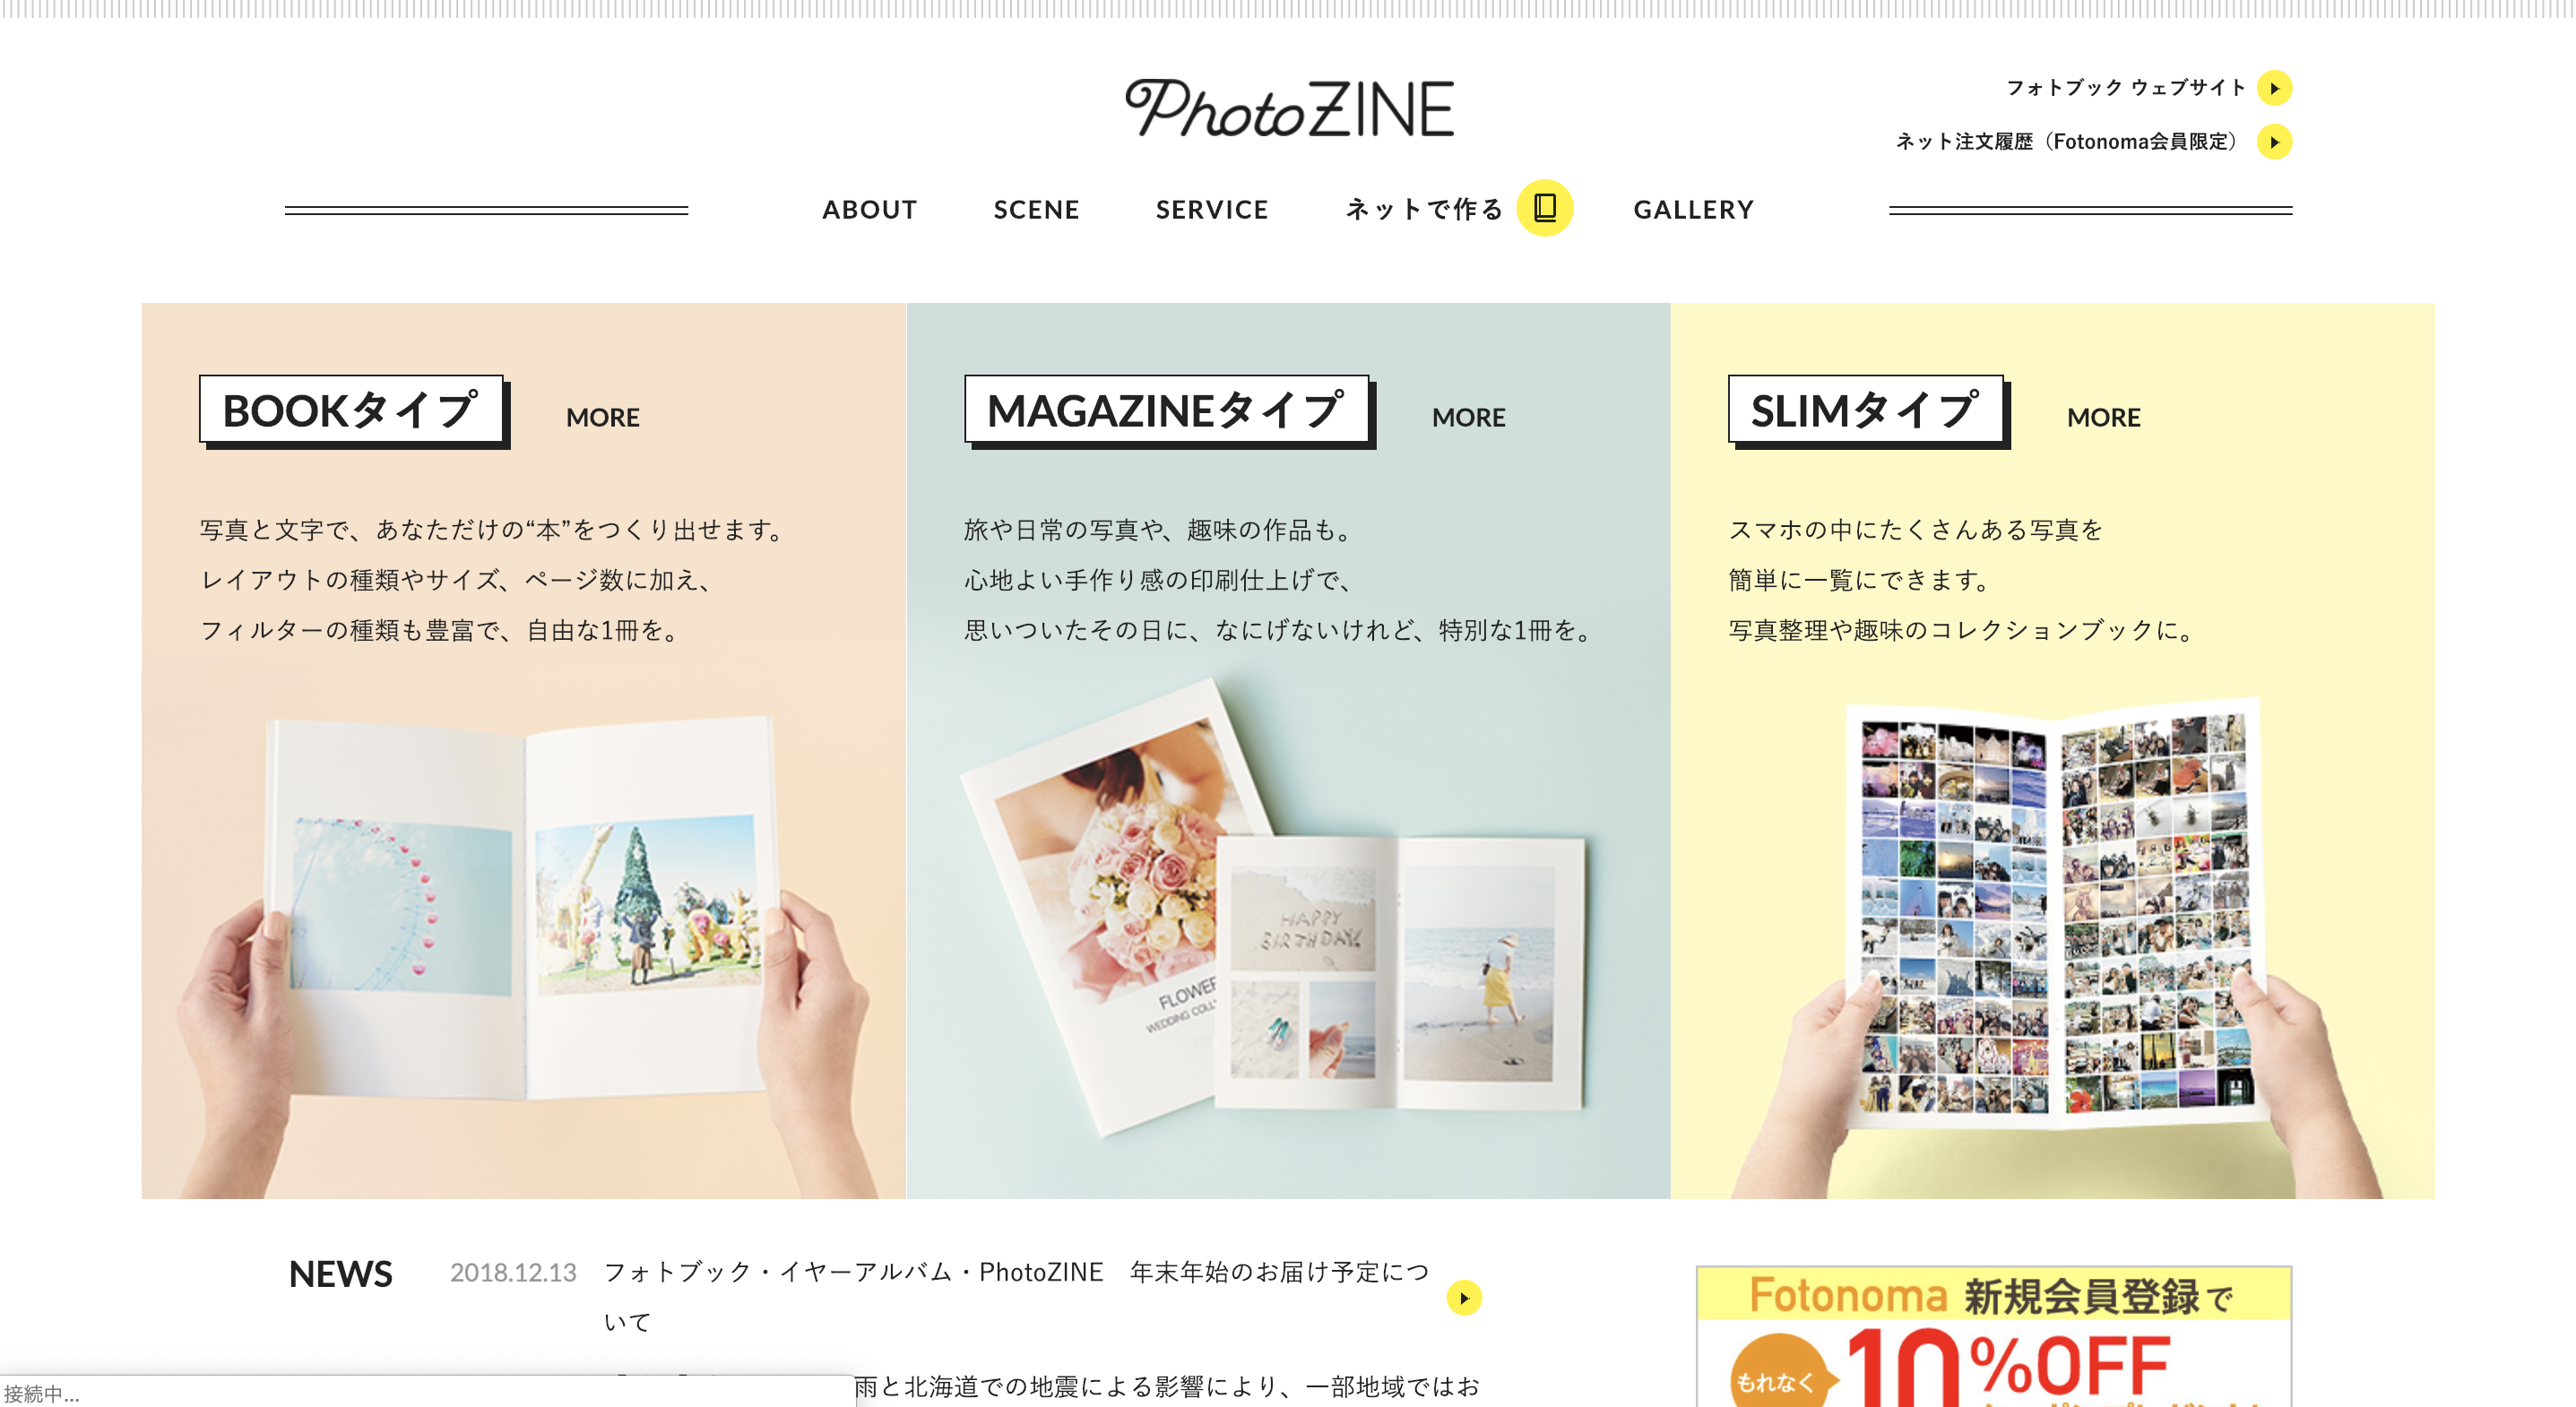 PhotoZINE
フォトブック ウェブサイト
ネット注文履歴（Fotonoma会員限定）
ABOUT
SCENE
SERVICE
ネットで作る
GALLERY
BOOKタイプ
MORE
写真と文字で、あなただけの“本”をつくり出せます。
レイアウトの種類やサイズ、ページ数に加え、
フィルターの種類も豊富で、自由な1冊を。
MAGAZINEタイプ
MORE
旅や日常の写真や、趣味の作品も。
心地よい手作り感の印刷仕上げで、
思いついたその日に、なにげないけれど、特別な1冊を。
FLOWER
WEDDING COLL
HAPPY
BIRTHDAY!
SLIMタイプ
MORE
スマホの中にたくさんある写真を
簡単に一覧にできます。
写真整理や趣味のコレクションブックに。
NEWS
2018.12.13
フォトブック・イヤーアルバム・PhotoZINE　年末年始のお届け予定につ
いて
雨と北海道での地震による影響により、一部地域ではお
Fotonoma 新規会員登録で
もれなく
10%OFF
接続中...